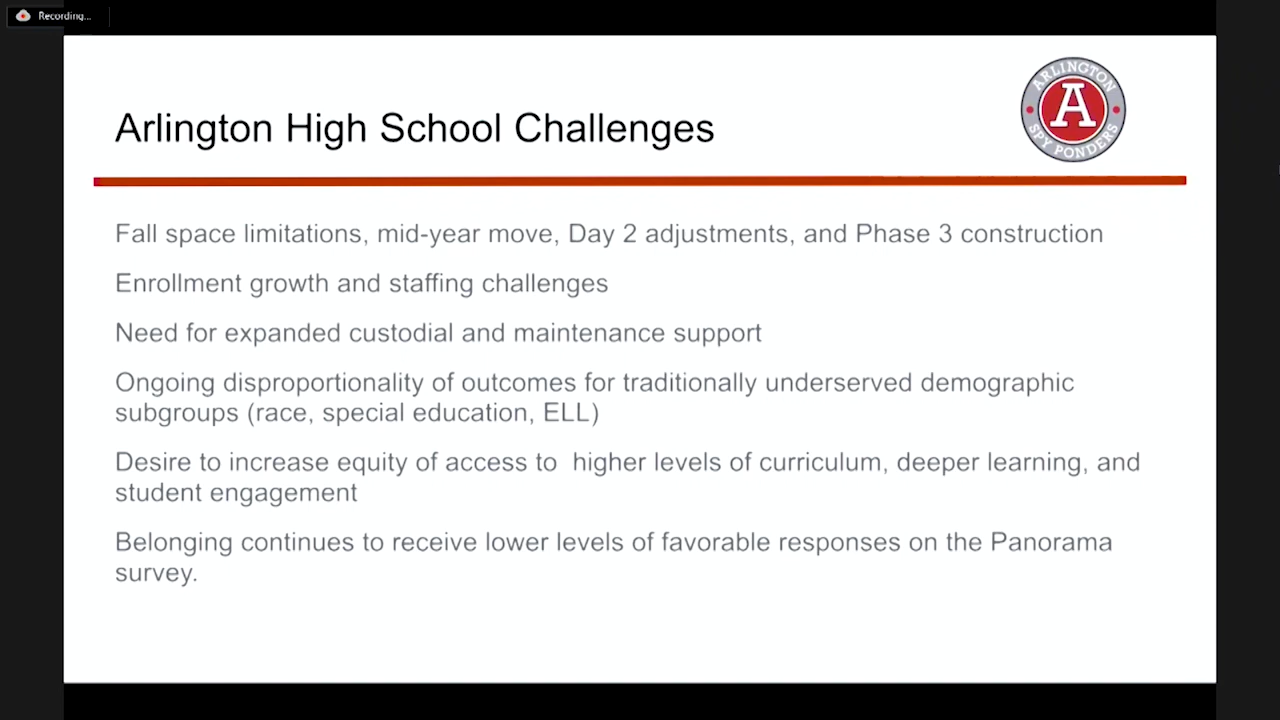 Recording...
ARLINGTON
A
SPY PONDERS
Arlington High School Challenges
Fall space limitations, mid-year move, Day 2 adjustments, and Phase 3 construction
Enrollment growth and staffing challenges
Need for expanded custodial and maintenance support
Ongoing disproportionality of outcomes for traditionally underserved demographic
subgroups (race, special education, ELL)
Desire to increase equity of access to  higher levels of curriculum, deeper learning, and
student engagement
Belonging continues to receive lower levels of favorable responses on the Panorama
survey.